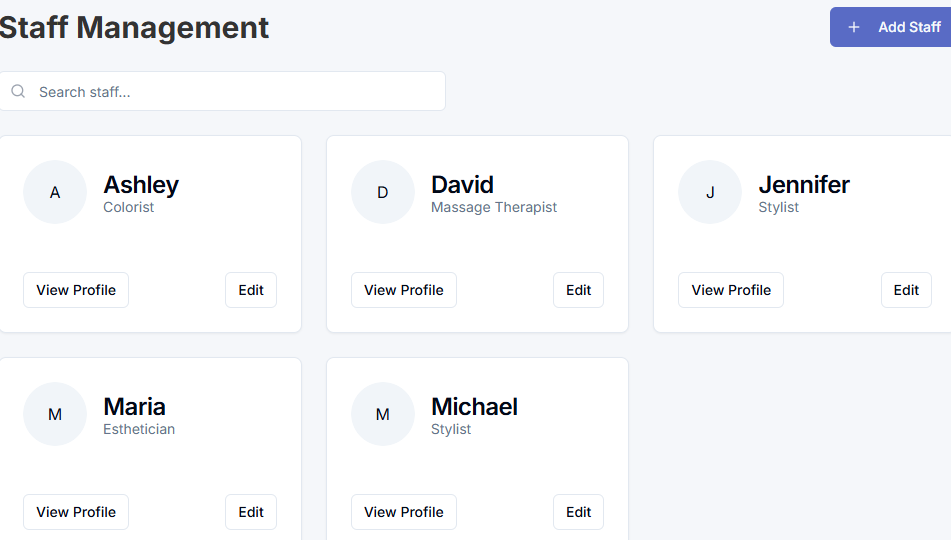 Staff Management
+ Add Staff
Search staff...
A
Ashley
Colorist
View Profile
Edit
D
David
Massage Therapist
View Profile
Edit
J
Jennifer
Stylist
View Profile
Edit
M
Maria
Esthetician
View Profile
Edit
M
Michael
Stylist
View Profile
Edit